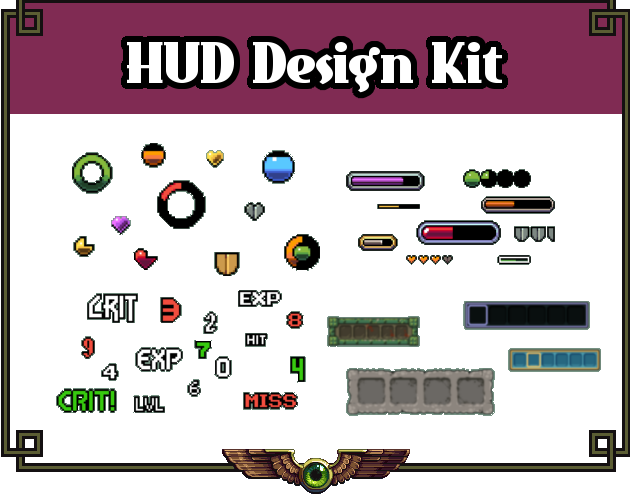 HUD Design Kit
CRIT 3 EXP
2 8
9 HIT
EXP 7
4 0 4
6
CRIT! LVL MISS